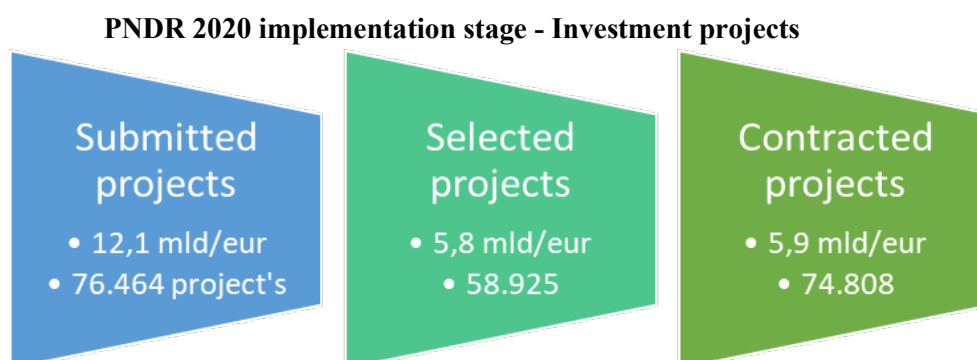 PNDR 2020 implementation stage - Investment projects
Submitted
projects
• 12,1 mld/eur
• 76.464 project's
Selected
projects
• 5,8 mld/eur
• 58.925
Contracted
projects
• 5,9 mld/eur
• 74.808